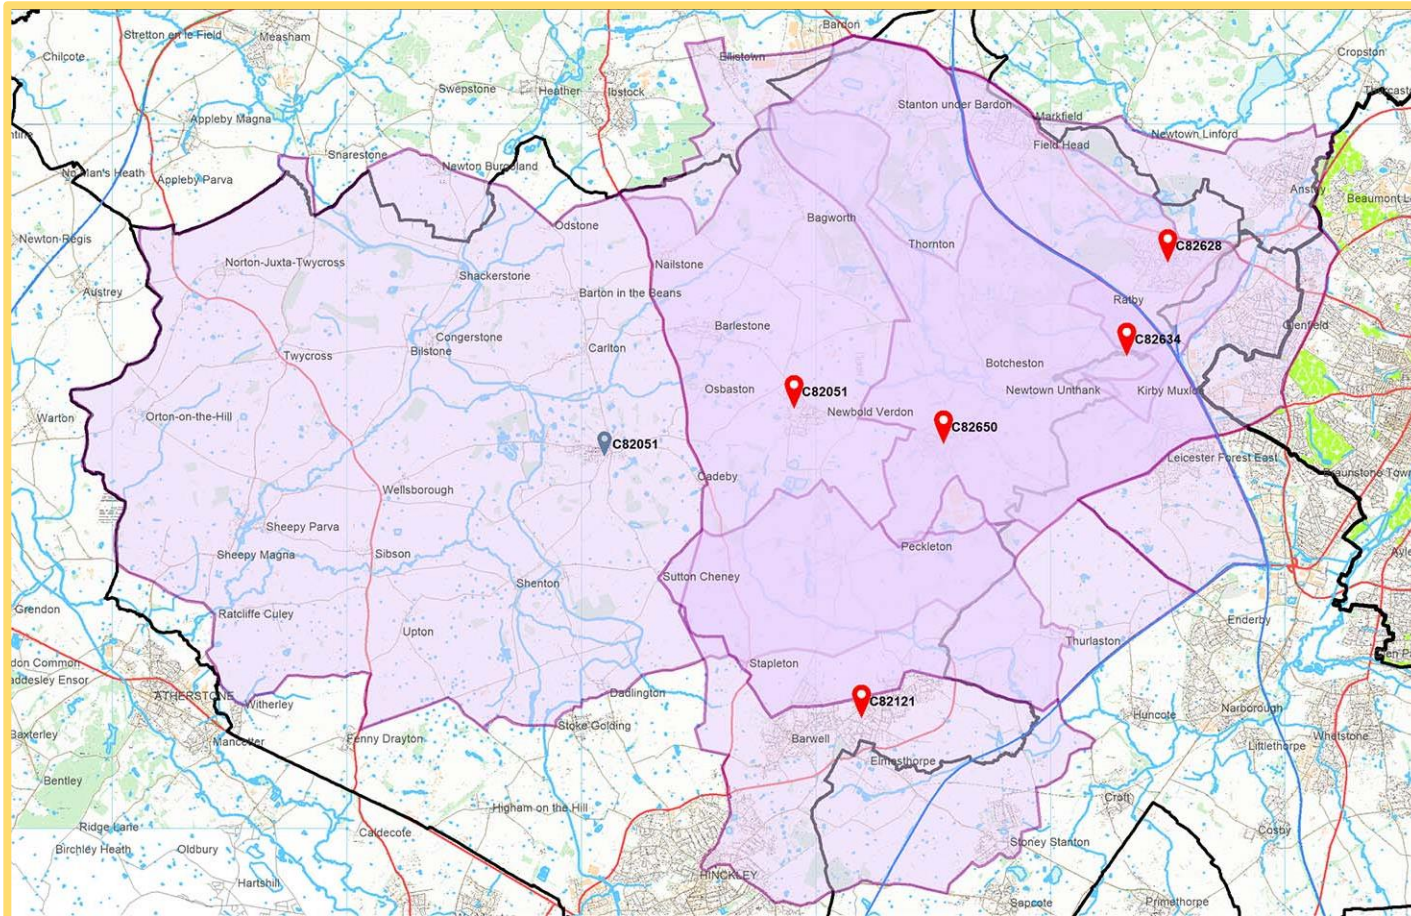 Stretton en le Field
Measham
Bardon
Chilcote
Ellistown
Cropston
Swepstone
Heather
Ibstock
Stanton under Bardon
Appleby Magna
Markfield
Newtown Linford
Field Head
Snarestone
Newton Burgoland
No Man's Heath
Appleby Parva
Anstey
Beaumont
Odstone
Bagworth
Newton Regis
Thornton
C82628
Norton-Juxta-Twycross
Shackerstone
Nailstone
Austrey
Barton in the Beans
Ratby
Barlestone
Glenfield
Congerstone
Bilstone
Carlton
C82634
Twycross
Botcheston
Osbaston
C82051
Newtown Unthank
Kirby Muxloe
Warton
Orton-on-the-Hill
Newbold Verdon
C82650
C82051
Leicester Forest East
Braunstone Town
Cadeby
Wellsborough
Sheepy Parva
Sheepy Magna
Sibson
Peckleton
Shenton
Sutton Cheney
Grendon
Ratcliffe Culey
Enderby
Upton
Thurlaston
Stapleton
ATHERSTONE
Witherley
Dadlington
C82121
Huncote
Narborough
Baxterley
Mancetter
Fenny Drayton
Stoke Golding
Barwell
Whetstone
Littlethorpe
Elmesthorpe
Bentley
Croft
Higham on the Hill
Ridge Lane
Caldecote
Cosby
Birchley Heath
Oldbury
Stoney Stanton
Hartshill
HINCKLEY
Sapcote
Primethorpe